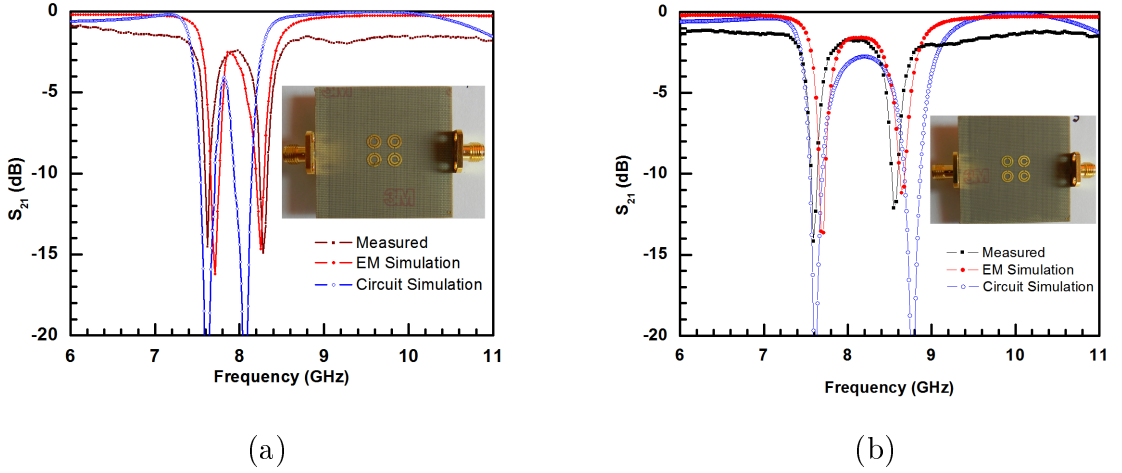 0
-5
-10
-15
-20
S21 (dB)
6 7 8 9 10 11
Frequency (GHz)
Measured
EM Simulation
Circuit Simulation
3M
(a)
0
-5
-10
-15
-20
S21 (dB)
6 7 8 9 10 11
Frequency (GHz)
Measured
EM Simulation
Circuit Simulation
(b)